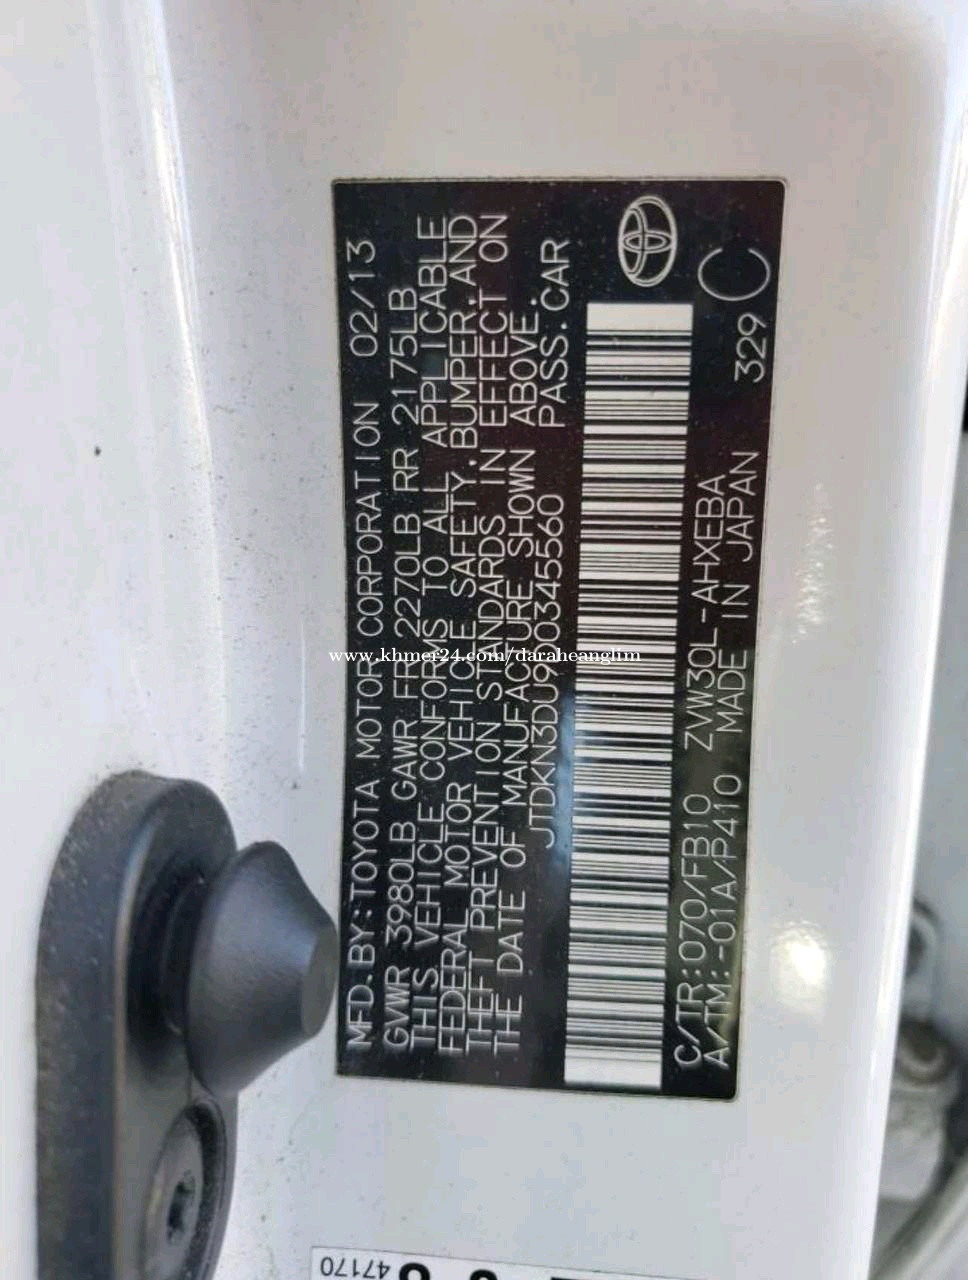 MFD.BY:TOYOTA MOTOR CORPORATION 02/13
GVWR 3980LB GAWR FR 2270LB RR 2175LB
THIS VEHICLE CONFORMS TO ALL APPLICABLE
FEDERAL MOTOR VEHICLE SAFETY, BUMPER, AND
THEFT PREVENTION STANDARDS IN EFFECT ON
THE DATE OF MANUFACTURE SHOWN ABOVE.
JTDKN3DU9D0345560 PASS.CAR
C/TR:070/FB10 ZVW30L-AHXEBA
A/TM:-01A/P410 MADE IN JAPAN 329 C
www.khmer24.com/daraheanglim
47170